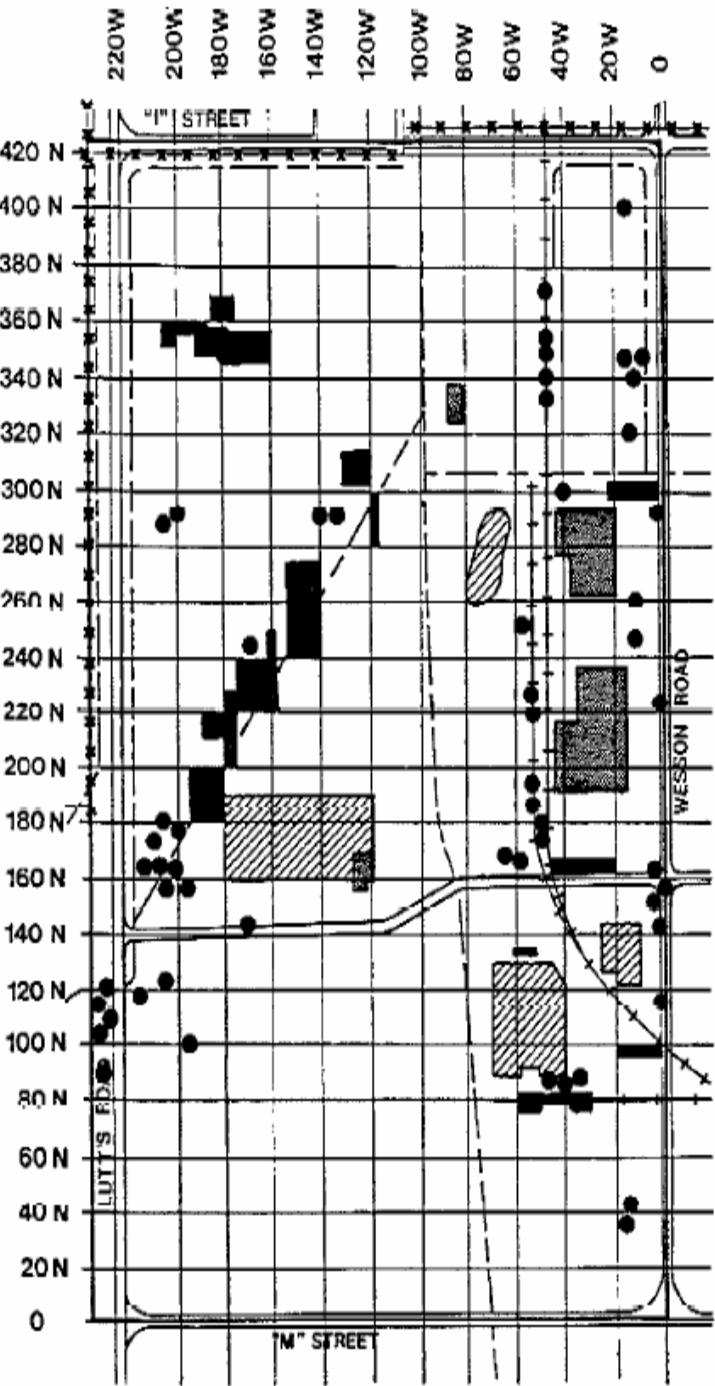 220W 200W 180W 160W 140W 120W 100W 80W 60W 40W 20W 0
"I" STREET
420 N
400 N
380 N
360 N
340 N
320 N
300 N
280 N
260 N
240 N
220 N
WESSON ROAD
200 N
180 N
160 N
140 N
120 N
100 N
80 N
LUTT'S ROAD
60 N
40 N
20 N
0
"M" STREET